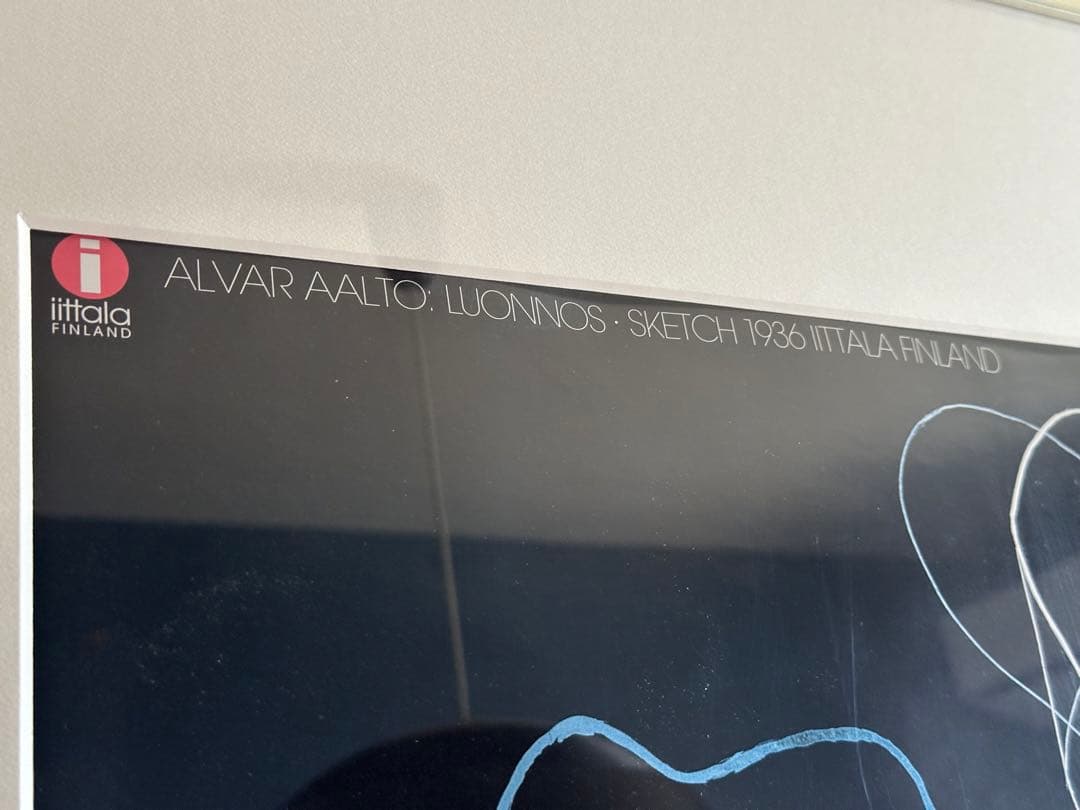 i
iittala
FINLAND
ALVAR AALTO: LUONNOS · SKETCH 1936 IITTALA FINLAND